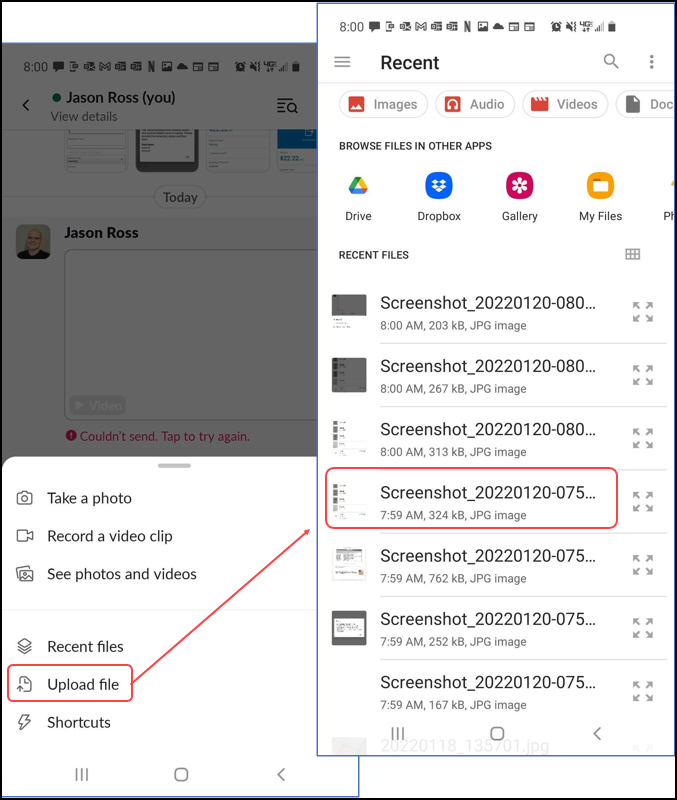 8:00
Jason Ross (you)
View details
$22.22
Today
Jason Ross
Video
Couldn't send. Tap to try again.
Take a photo
Record a video clip
See photos and videos
Recent files
Upload file
Shortcuts
8:00
Recent
Images
Audio
Videos
Doc
BROWSE FILES IN OTHER APPS
Drive
Dropbox
Gallery
My Files
RECENT FILES
Screenshot_20220120-080...
8:00 AM, 203 kB, JPG image
Screenshot_20220120-080...
8:00 AM, 267 kB, JPG image
Screenshot_20220120-080...
8:00 AM, 313 kB, JPG image
Screenshot_20220120-075...
7:59 AM, 324 kB, JPG image
Screenshot_20220120-075...
7:59 AM, 762 kB, JPG image
Screenshot_20220120-075...
7:59 AM, 252 kB, JPG image
Screenshot_20220120-075...
7:59 AM, 167 kB, JPG image
20220118_135701.jpg